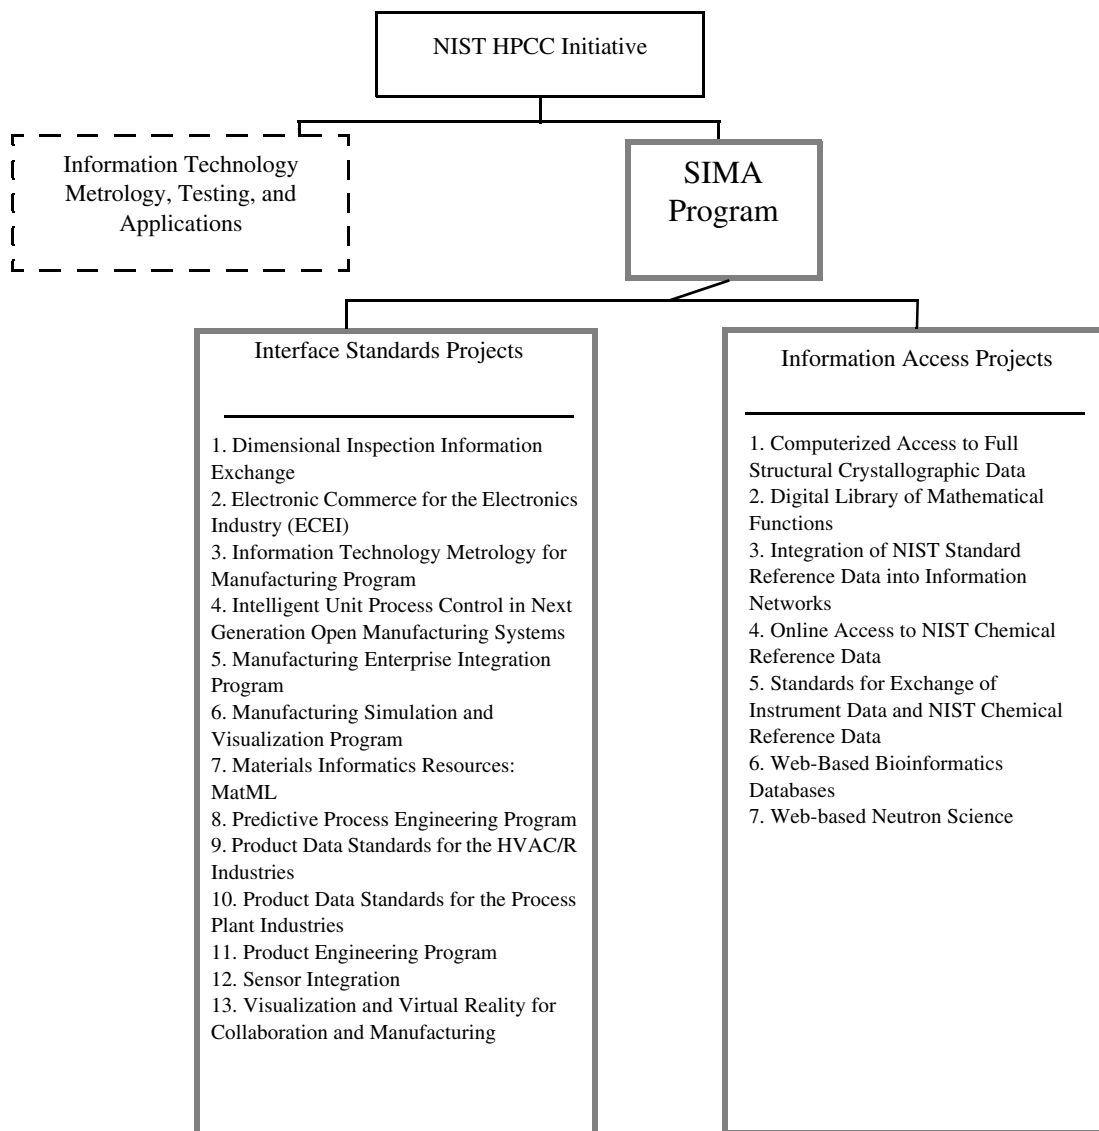 NIST HPCC Initiative
Information Technology
Metrology, Testing, and
Applications
SIMA
Program
Interface Standards Projects
1. Dimensional Inspection Information
Exchange
2. Electronic Commerce for the Electronics
Industry (ECEI)
3. Information Technology Metrology for
Manufacturing Program
4. Intelligent Unit Process Control in Next
Generation Open Manufacturing Systems
5. Manufacturing Enterprise Integration
Program
6. Manufacturing Simulation and
Visualization Program
7. Materials Informatics Resources:
MatML
8. Predictive Process Engineering Program
9. Product Data Standards for the HVAC/R
Industries
10. Product Data Standards for the Process
Plant Industries
11. Product Engineering Program
12. Sensor Integration
13. Visualization and Virtual Reality for
Collaboration and Manufacturing
Information Access Projects
1. Computerized Access to Full
Structural Crystallographic Data
2. Digital Library of Mathematical
Functions
3. Integration of NIST Standard
Reference Data into Information
Networks
4. Online Access to NIST Chemical
Reference Data
5. Standards for Exchange of
Instrument Data and NIST Chemical
Reference Data
6. Web-Based Bioinformatics
Databases
7. Web-based Neutron Science